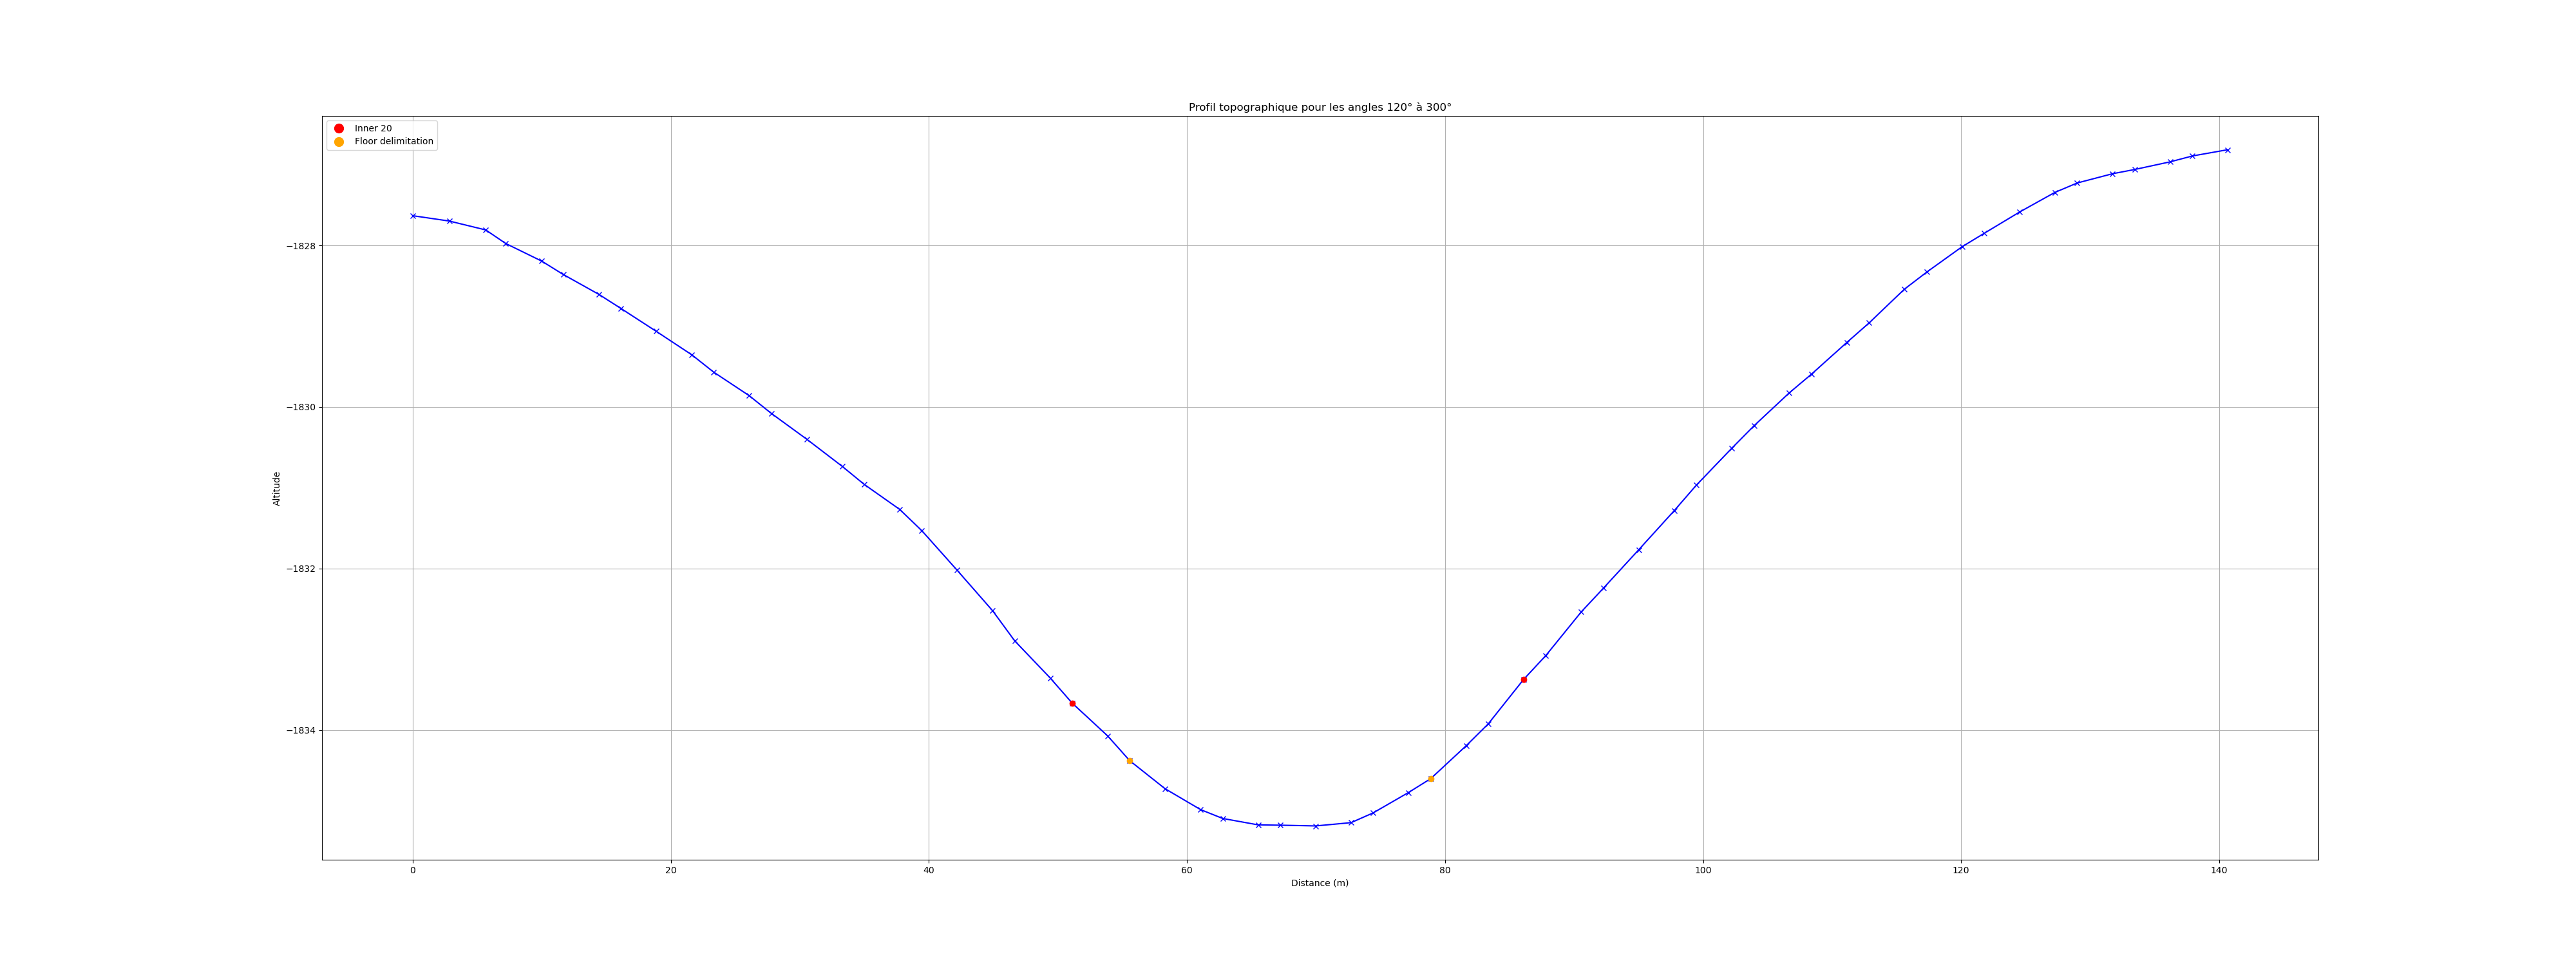 Profil topographique pour les angles 120° à 300°
Inner 20
Floor delimitation
−1828
−1830
−1832
−1834
Altitude
0 20 40 60 80 100 120 140
Distance (m)